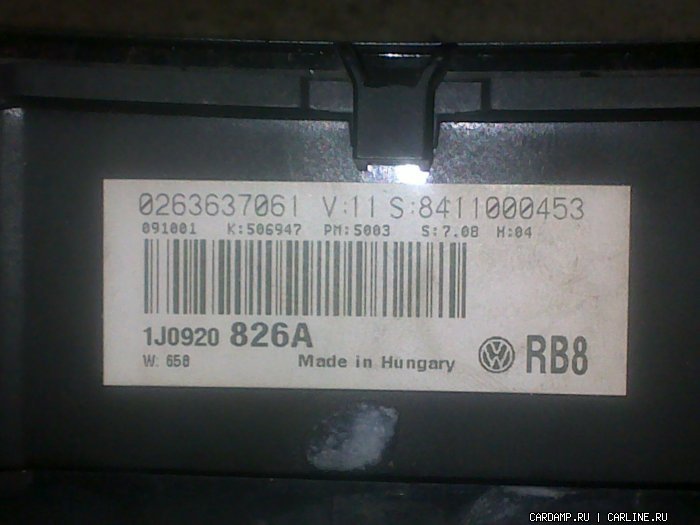 0263637061 V:11 S:8411000453
091001 K:506947 PM:5003 S:7.08 H:04
1J0920 826A
W: 658 Made in Hungary RB8
CARDAMP.RU | CARLINE.RU